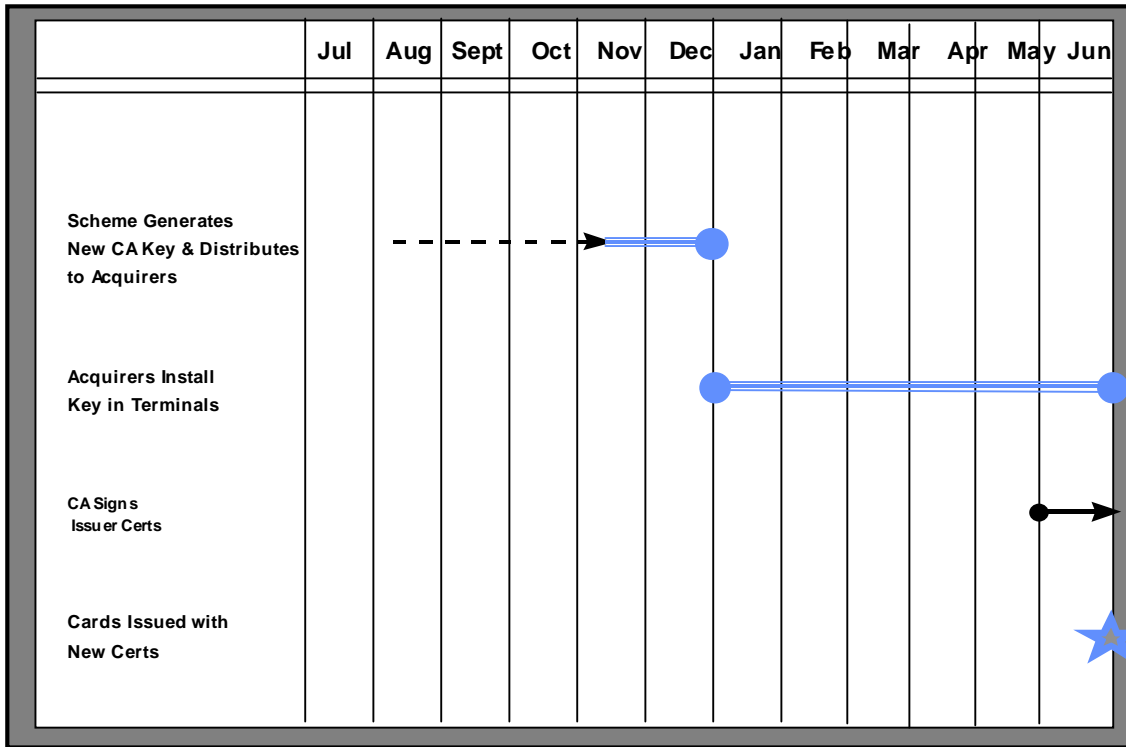 Jul Aug Sept Oct Nov Dec Jan Feb Mar Apr May Jun
Scheme Generates
New CA Key & Distributes
to Acquirers
Acquirers Install
Key in Terminals
CA Signs
Issuer Certs
Cards Issued with
New Certs